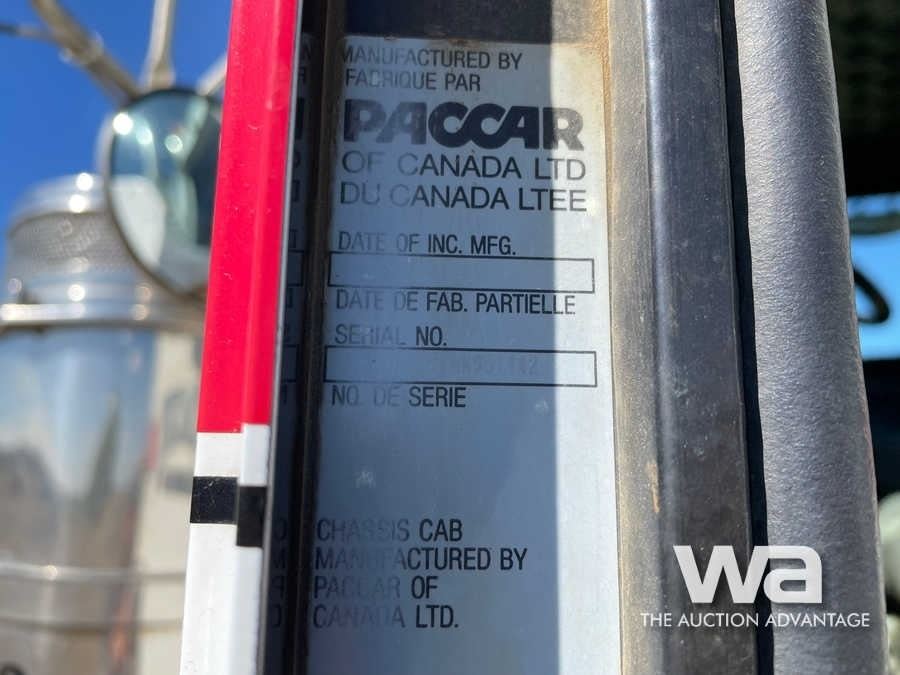 MANUFACTURED BY
FABRIQUE PAR
PACCAR
OF CANADA LTD
DU CANADA LTEE
DATE OF INC. MFG.
DATE DE FAB. PARTIELLE
SERIAL NO.
NO. DE SERIE
CHASSIS CAB
MANUFACTURED BY
PACCAR OF
CANADA LTD.
wa
THE AUCTION ADVANTAGE